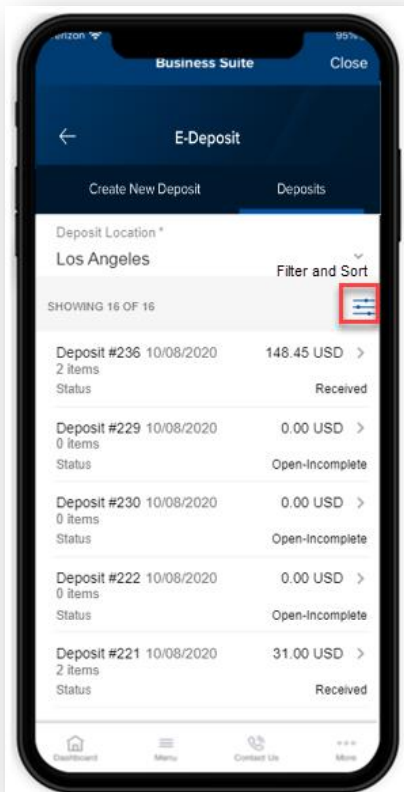 erizon 95%
Business Suite Close
E-Deposit
Create New Deposit Deposits
Deposit Location *
Los Angeles
Filter and Sort
SHOWING 16 OF 16
Deposit #236 10/08/2020 148.45 USD >
2 items
Status Received
Deposit #229 10/08/2020 0.00 USD >
0 items
Status Open-Incomplete
Deposit #230 10/08/2020 0.00 USD >
0 items
Status Open-Incomplete
Deposit #222 10/08/2020 0.00 USD >
0 items
Status Open-Incomplete
Deposit #221 10/08/2020 31.00 USD >
2 items
Status Received
Dashboard Menu Contact Us More